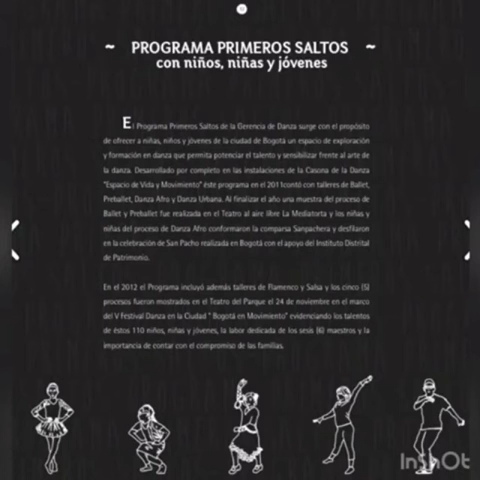 ~ PROGRAMA PRIMEROS SALTOS ~
con niños, niñas y jóvenes
El Programa Primeros Saltos de la Gerencia de Danza surge con el propósito
de ofrecer a niñas, niños y jóvenes de la ciudad de Bogotá un espacio de exploración
y formación en danza que permita potenciar el talento y sensibilizar frente al arte de
la danza. Desarrollado por completo en las instalaciones de la Casona de la Danza
"Espacio de Vida y Movimiento" éste programa en el 2011contó con talleres de Ballet,
Preballet, Danza Afro y Danza Urbana. Al finalizar el año una muestra del proceso de
Ballet y Preballet fue realizada en el Teatro al aire libre La Mediatorta y los niñas y
niñas del proceso de Danza Afro conformaron la comparsa Sanpachera y desfilaron
en la celebración de San Pacho realizada en Bogotá con el apoyo del Instituto Distrital
de Patrimonio.
En el 2012 el Programa incluyó además talleres de Flamenco y Salsa y los cinco (5)
procesos fueron mostrados en el Teatro del Parque el 24 de noviembre en el marco
del V Festival Danza en la Ciudad " Bogotá en Movimiento" evidenciando los talentos
de éstos 110 niños, niñas y jóvenes, la labor dedicada de los sesis (6) maestros y la
importancia de contar con el compromiso de las familias.
InShOt